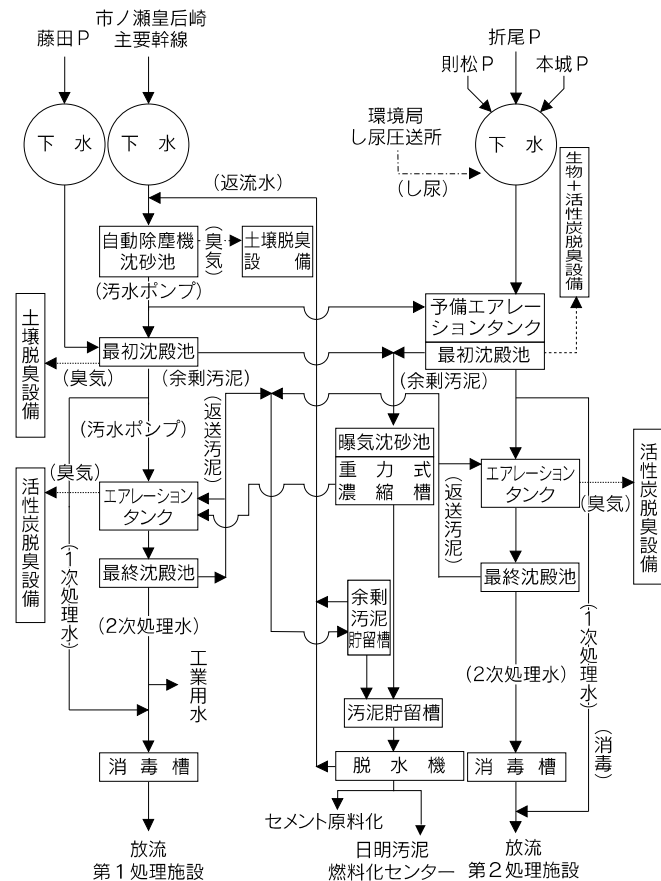 市ノ瀬皇后崎
主要幹線
藤田P
折尾P
則松P
本城P
下 水
下 水
下 水
環境局
し尿圧送所
(し尿)
生物+活性炭脱臭設備
(返流水)
自動除塵機
沈砂池
(臭気)
土壌脱臭
設 備
(汚水ポンプ)
予備エアレー
ションタンク
最初沈殿池
土壌脱臭設備
最初沈殿池
(臭気)
(余剰汚泥)
(余剰汚泥)
(汚水ポンプ)
(返送汚泥)
曝気沈砂池
重 力 式
濃 縮 槽
(臭気)
活性炭脱臭設備
エアレーション
タンク
エアレーション
タンク
(臭気)
活性炭脱臭設備
(返送汚泥)
最終沈殿池
最終沈殿池
(1次処理水)
(2次処理水)
余剰
汚泥
貯留槽
(1次処理水)
工業用水
(2次処理水)
汚泥貯留槽
(消毒)
消 毒 槽
脱 水 機
消 毒 槽
セメント原料化
日明汚泥
燃料化センター
放流
第1処理施設
放流
第2処理施設